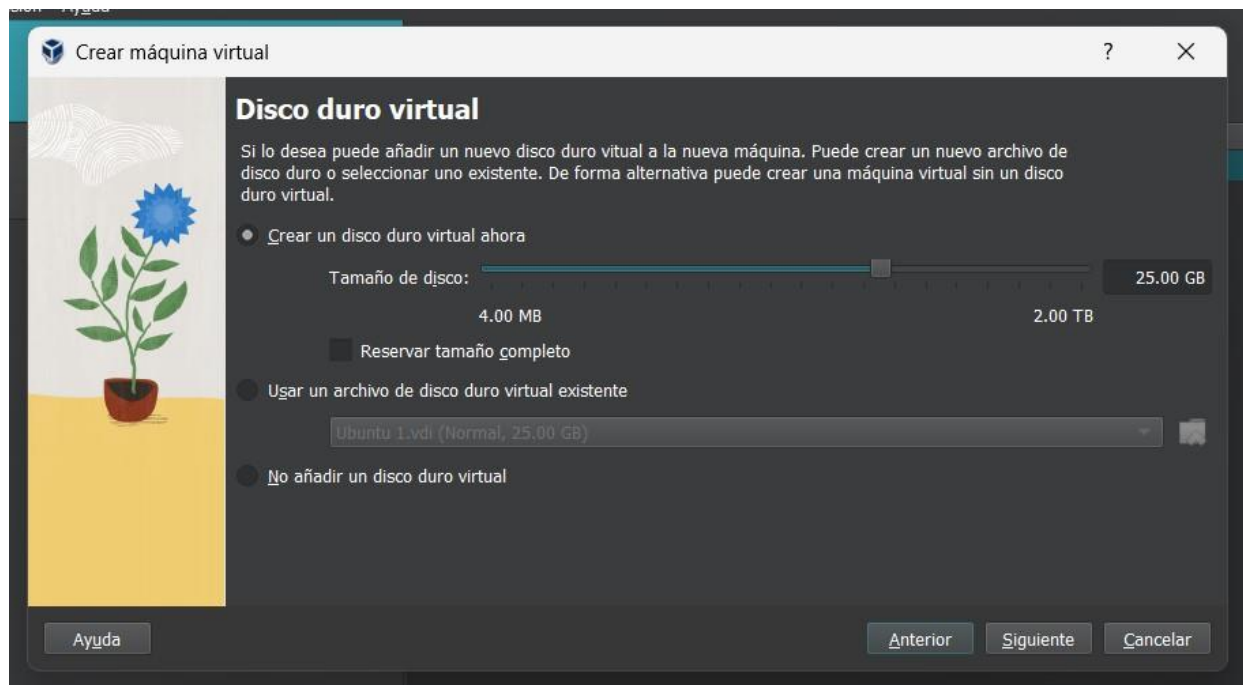 Ayuda
Crear máquina virtual
?
Disco duro virtual
Si lo desea puede añadir un nuevo disco duro vitual a la nueva máquina. Puede crear un nuevo archivo de
disco duro o seleccionar uno existente. De forma alternativa puede crear una máquina virtual sin un disco
duro virtual.
Crear un disco duro virtual ahora
Tamaño de disco:
25.00 GB
4.00 MB
2.00 TB
Reservar tamaño completo
Usar un archivo de disco duro virtual existente
Ubuntu 1.vdi (Normal, 25.00 GB)
No añadir un disco duro virtual
Ayuda
Anterior
Siguiente
Cancelar